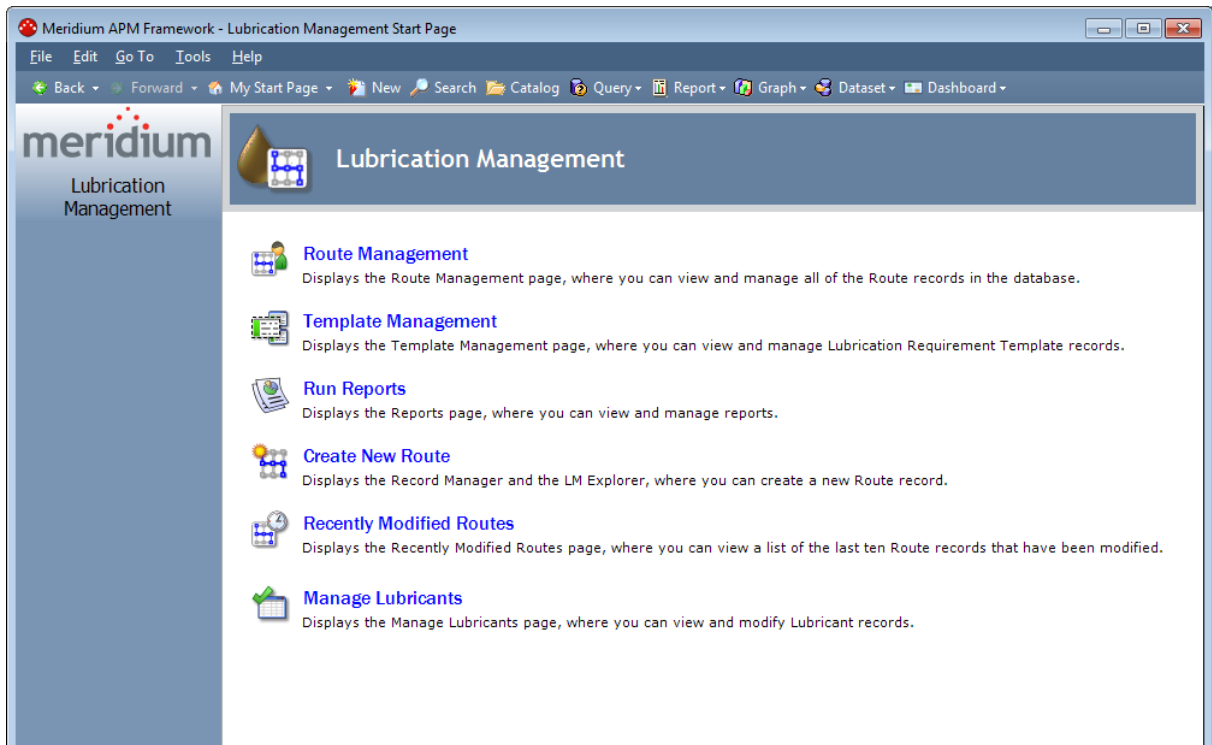 Meridium APM Framework - Lubrication Management Start Page
File Edit Go To Tools Help
Back Forward My Start Page New Search Catalog Query Report Graph Dataset Dashboard
meridium
Lubrication
Management
Lubrication Management
Route Management
Displays the Route Management page, where you can view and manage all of the Route records in the database.
Template Management
Displays the Template Management page, where you can view and manage Lubrication Requirement Template records.
Run Reports
Displays the Reports page, where you can view and manage reports.
Create New Route
Displays the Record Manager and the LM Explorer, where you can create a new Route record.
Recently Modified Routes
Displays the Recently Modified Routes page, where you can view a list of the last ten Route records that have been modified.
Manage Lubricants
Displays the Manage Lubricants page, where you can view and modify Lubricant records.